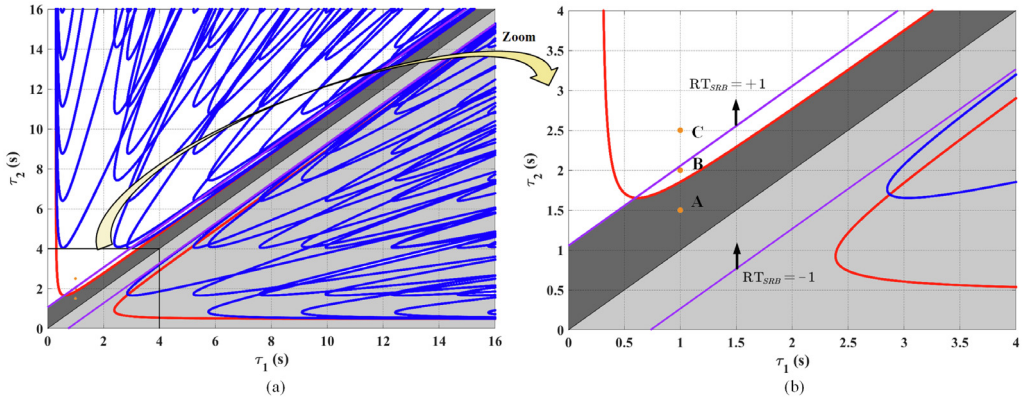 16
14
12
10
8
6
4
2
0
τ₂ (s)
0 2 4 6 8 10 12 14 16
τ₁ (s)
(a)
Zoom
4
3.5
3
2.5
2
1.5
1
0.5
0
τ₂ (s)
RT_SRB=+1
C
B
A
RT_SRB=-1
0 0.5 1 1.5 2 2.5 3 3.5 4
τ₁ (s)
(b)